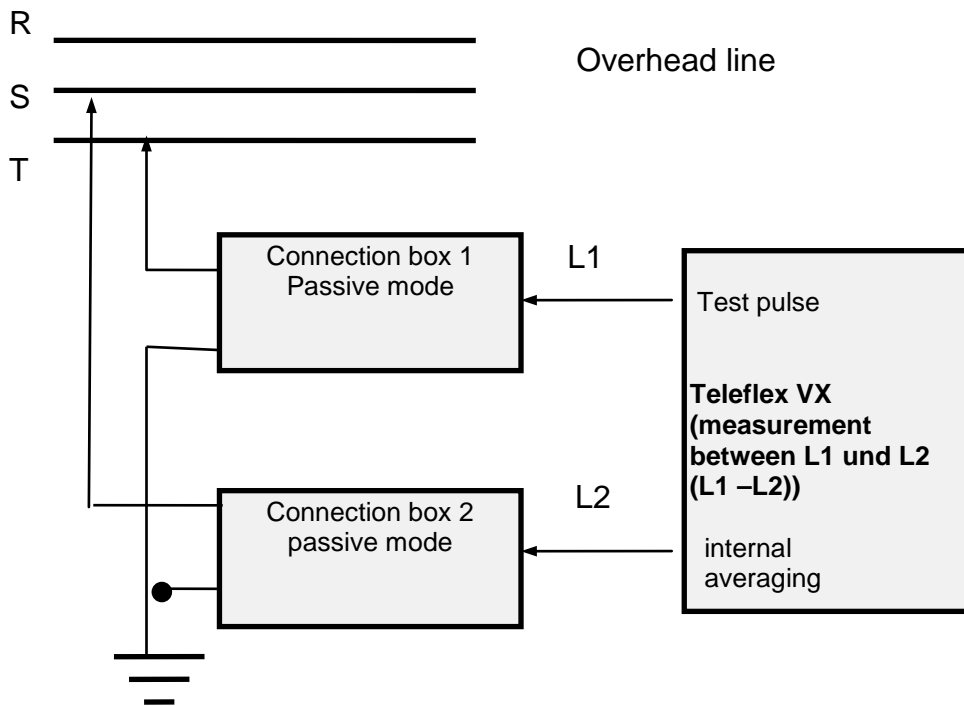 R
Overhead line
S
T
Connection box 1
Passive mode
L1
Test pulse
Teleflex VX
(measurement
between L1 und L2
(L1 –L2))
Connection box 2
passive mode
L2
internal
averaging